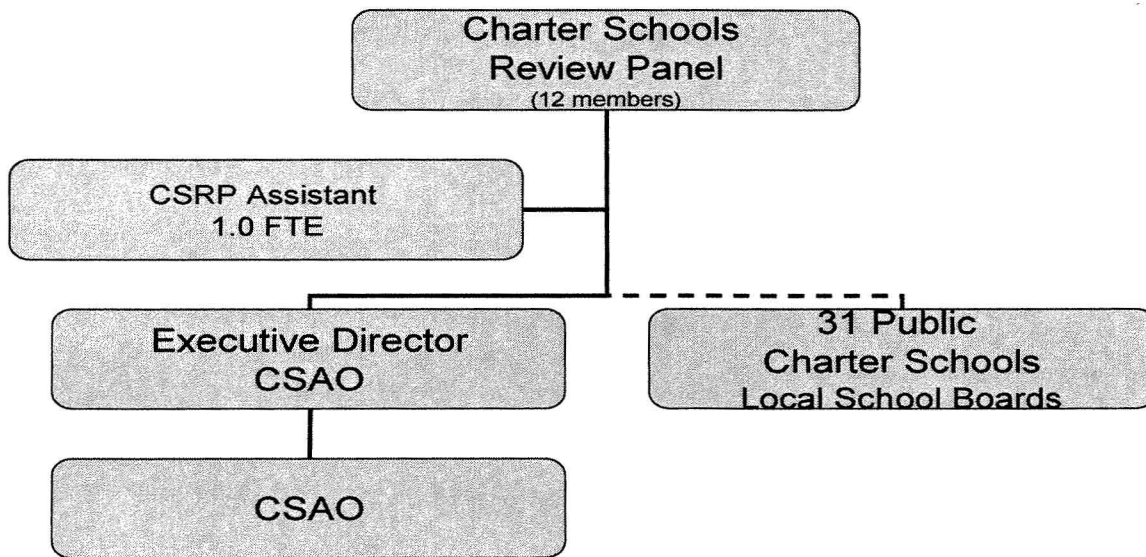 Charter Schools
Review Panel
(12 members)
CSRP Assistant
1.0 FTE
Executive Director
CSAO
31 Public
Charter Schools
Local School Boards
CSAO